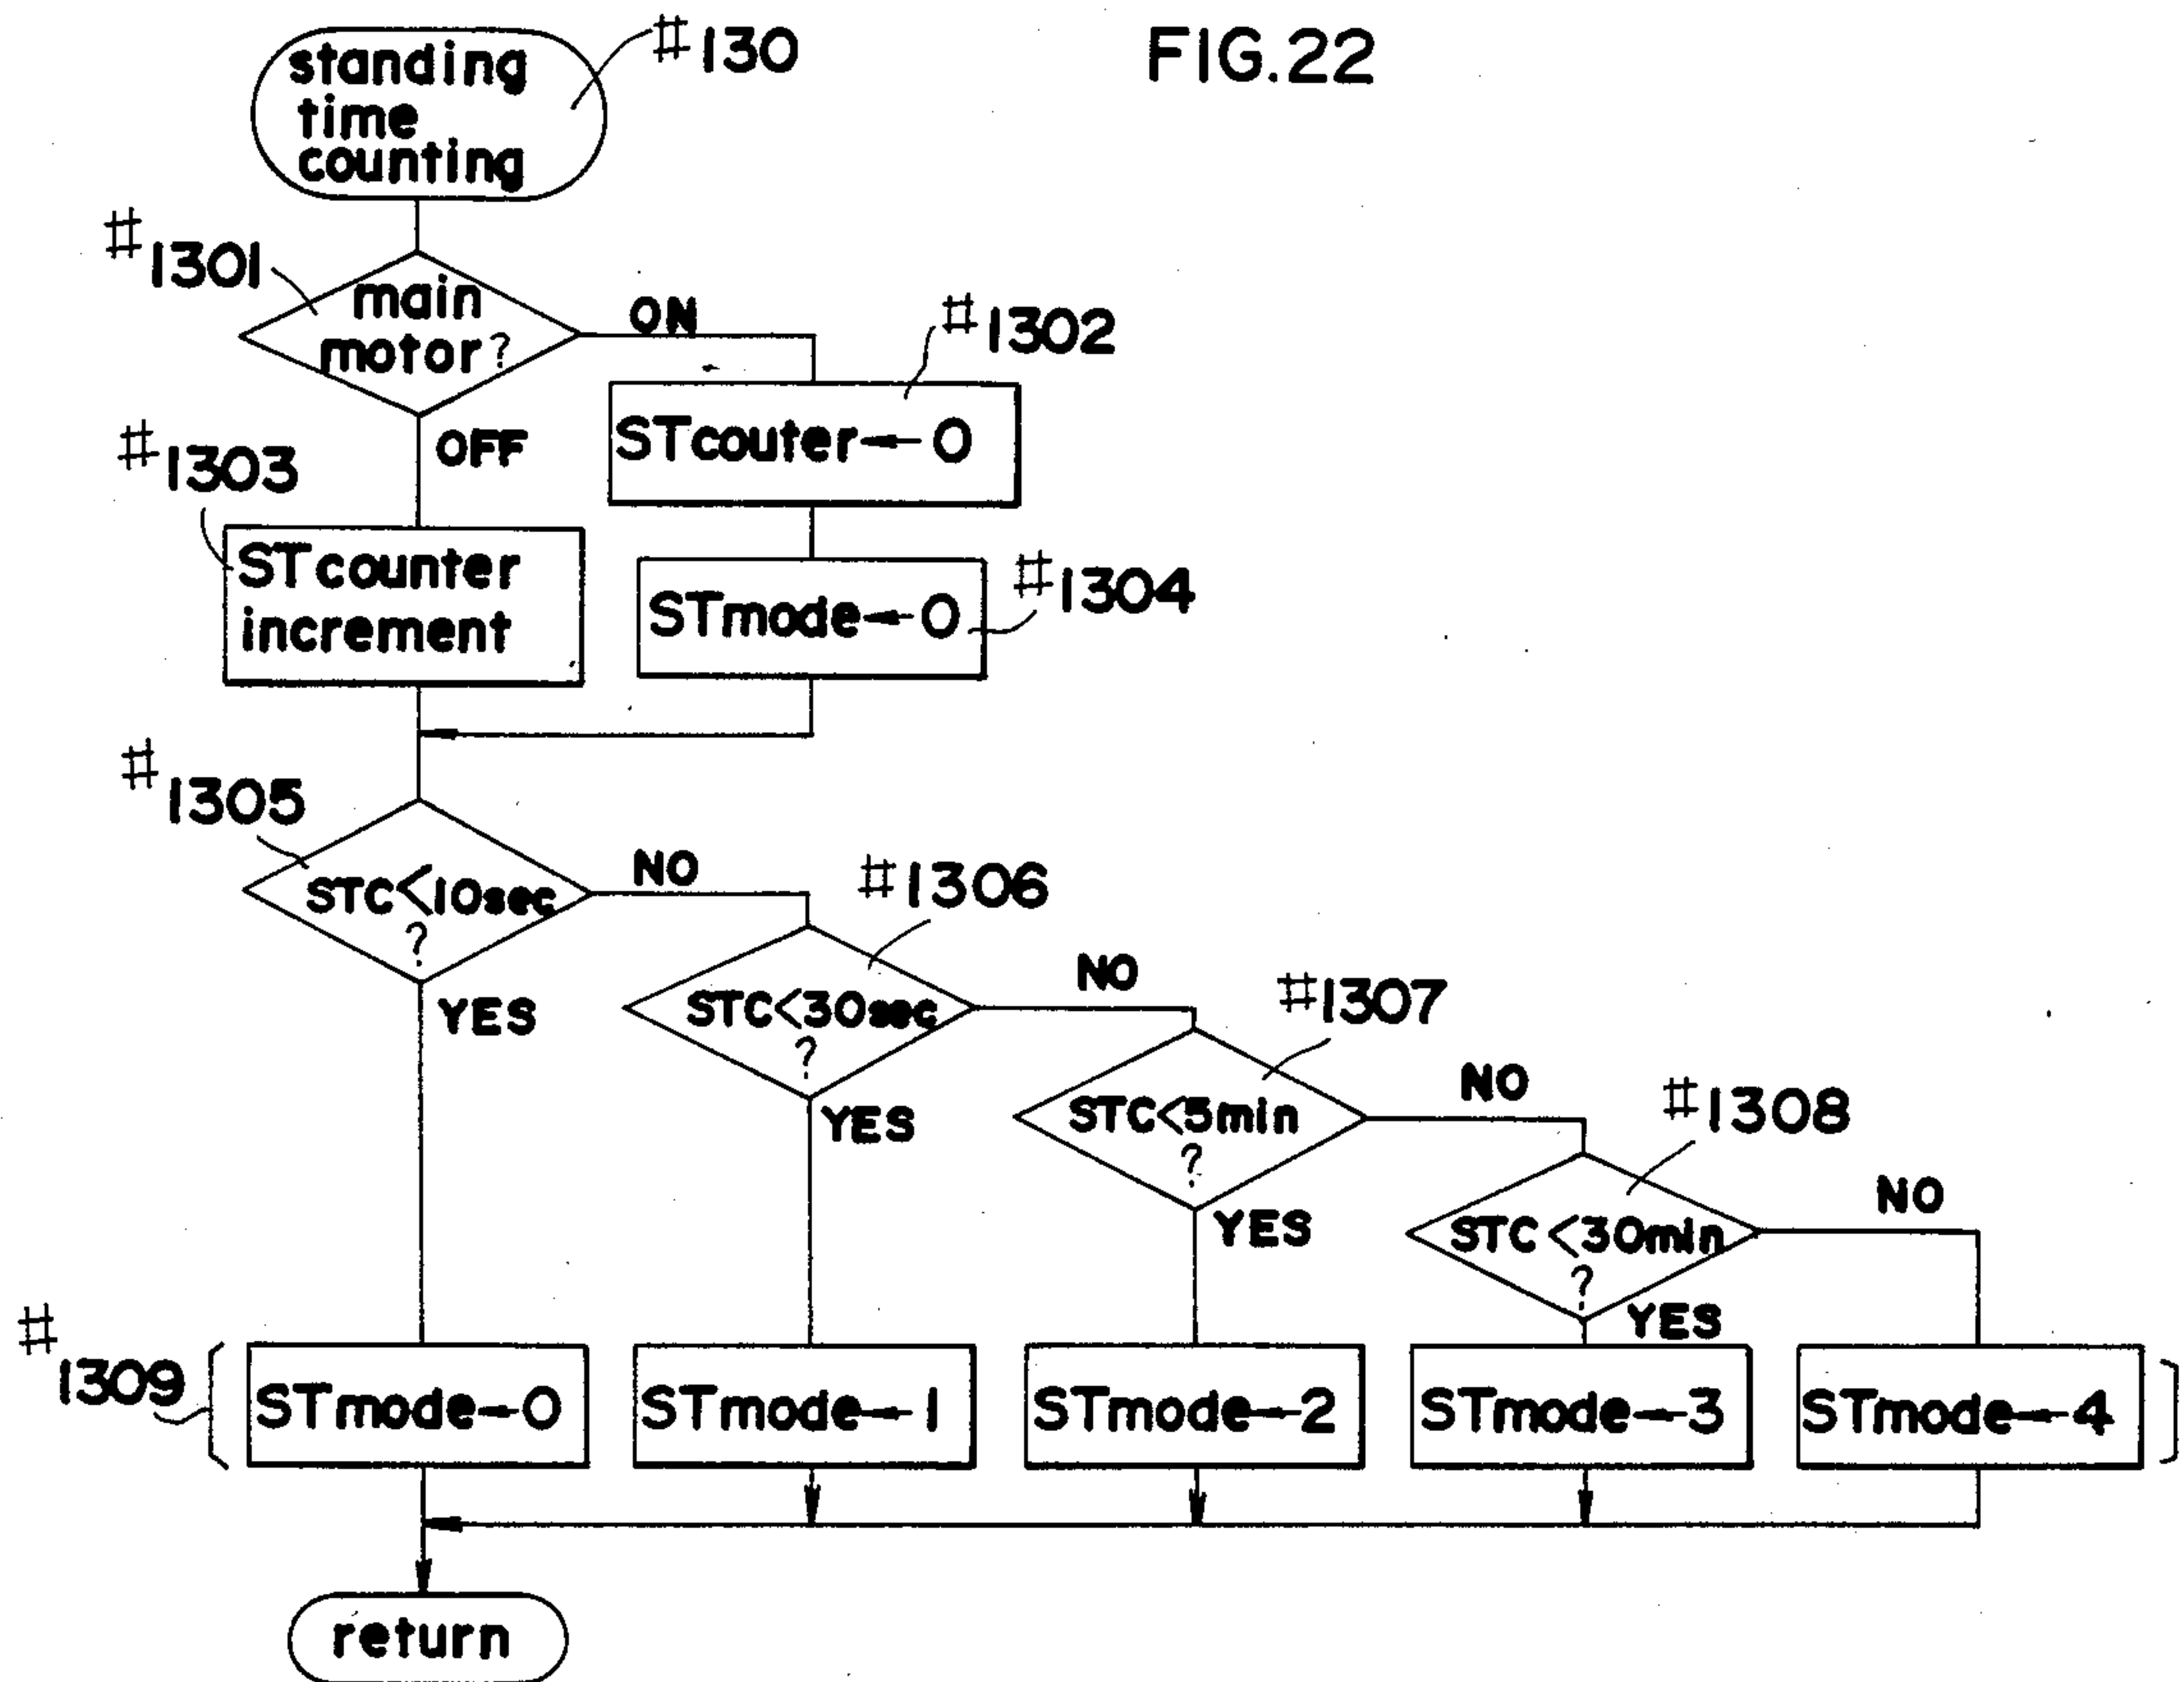 FIG.22
standing
time
counting
#130
#1301
main
motor?
ON
OFF
#1302
STcouter←0
#1303
STcounter
increment
STmode←0
#1304
#1305
STC<10sec
?
NO
YES
#1306
STC<30sec
?
NO
YES
#1307
STC<5min
?
NO
YES
#1308
STC<30min
?
NO
YES
#1309
STmode←0
STmode←1
STmode←2
STmode←3
STmode←4
return